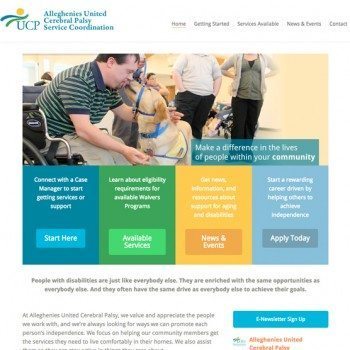 Alleghenies United
Cerebral Palsy
Service Coordination
UCP
Home Getting Started Services Available News & Events Contact
Make a difference in the lives
of people within your community
Connect with a Case
Manager to start
getting services or
support
Start Here
Learn about eligibility
requirements for
available Waivers
Programs
Available
Services
Get news,
information, and
resources about
support for aging
and disabilities
News &
Events
Start a rewarding
career driven by
helping others to
achieve
independence
Apply Today
People with disabilities are just like everybody else. They are enriched with the same opportunities as
everybody else. And they often have the same drive as everybody else to achieve their goals.
At Alleghenies United Cerebral Palsy, we value and appreciate the people
we work with, and we're always looking for ways we can promote each
person's independence. We focus on helping our community members get
the services they need to live comfortably in their homes. We also assist
E-Newsletter Sign Up
Alleghenies United
Cerebral Palsy